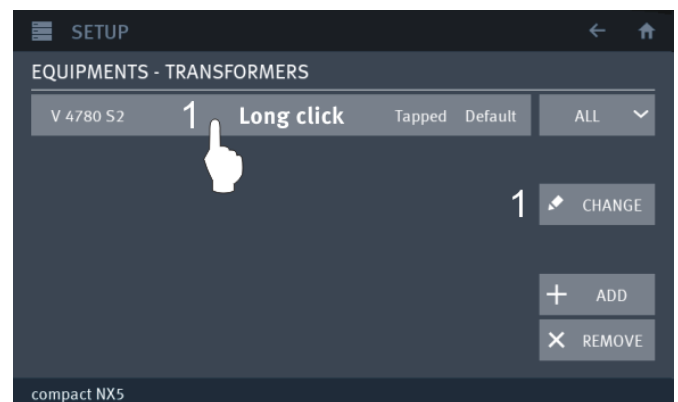 SETUP
EQUIPMENTS - TRANSFORMERS
V 4780 S2 1 Long click Tapped Default ALL
1 CHANGE
ADD
REMOVE
compact NX5